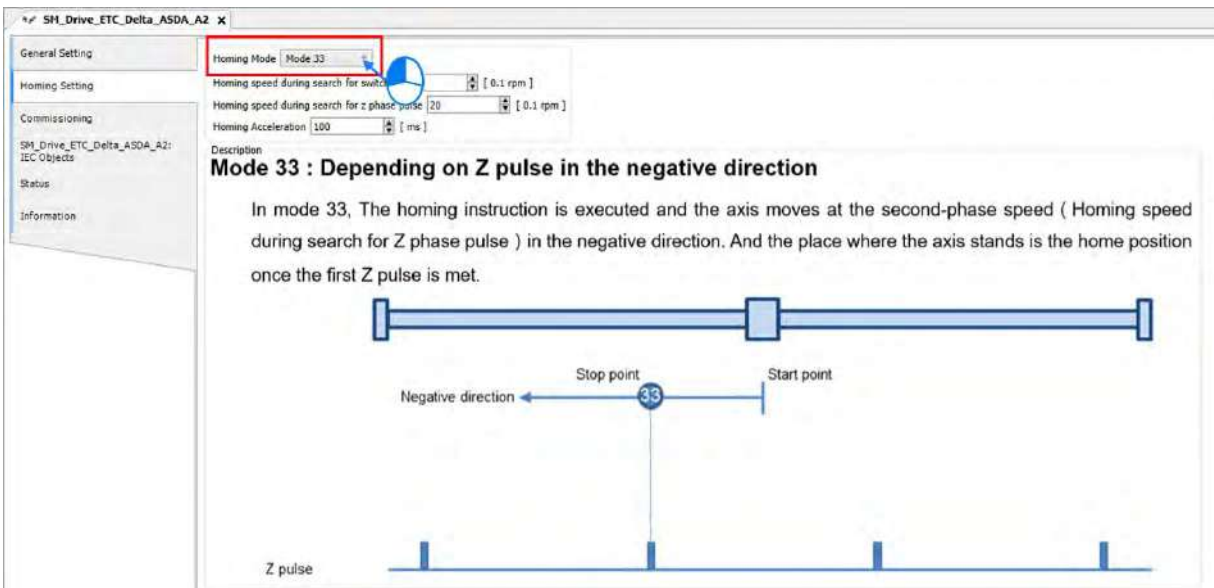 SM_Drive_ETC_Delta_ASDA_A2 X
General Setting
Homing Setting
Commissioning
SM_Drive_ETC_Delta_ASDA_A2:
IEC Objects
Status
Information
Homing Mode Mode 33
Homing speed during search for [ 0.1 rpm ]
Homing speed during search for z phase pulse 20 [ 0.1 rpm ]
Homing Acceleration 100 [ ms ]
Description
Mode 33 : Depending on Z pulse in the negative direction
In mode 33, The homing instruction is executed and the axis moves at the second-phase speed ( Homing speed
during search for Z phase pulse ) in the negative direction. And the place where the axis stands is the home position
once the first Z pulse is met.
Stop point
Start point
Negative direction
33
Z pulse